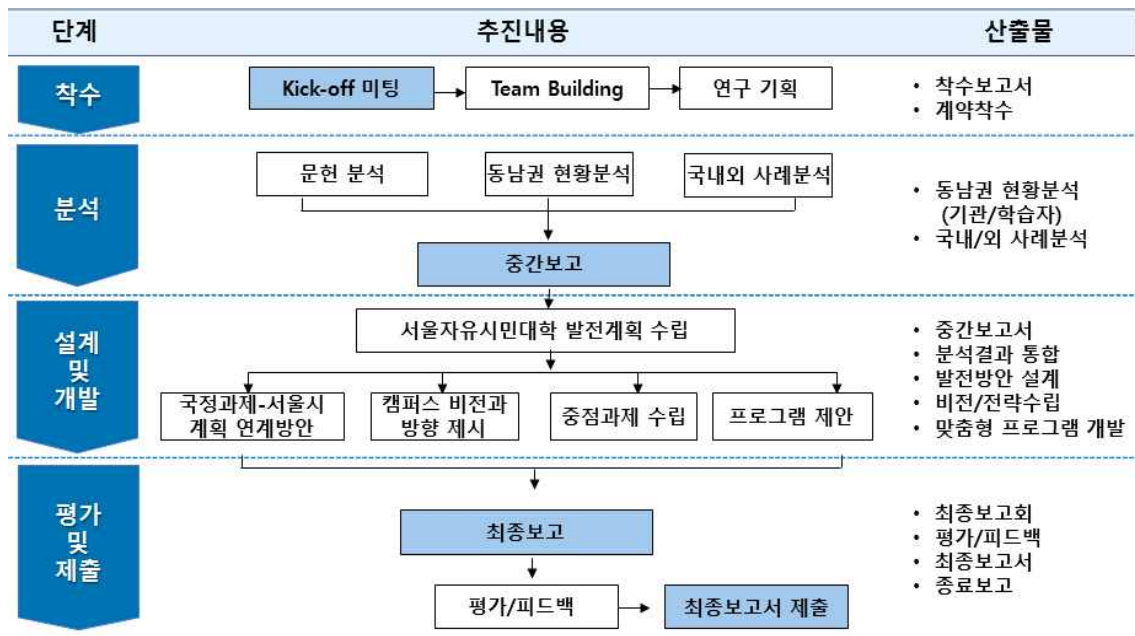 단계
추진내용
산출물
착수
Kick-off 미팅
Team Building
연구 기획
• 착수보고서
• 계약착수
분석
문헌 분석
동남권 현황분석
국내외 사례분석
중간보고
• 동남권 현황분석
(기관/학습자)
• 국내/외 사례분석
설계
및
개발
서울자유시민대학 발전계획 수립
국정과제-서울시
계획 연계방안
캠퍼스 비전과
방향 제시
중점과제 수립
프로그램 제안
• 중간보고서
• 분석결과 통합
• 발전방안 설계
• 비전/전략수립
• 맞춤형 프로그램 개발
평가
및
제출
최종보고
평가/피드백
최종보고서 제출
• 최종보고회
• 평가/피드백
• 최종보고서
• 종료보고